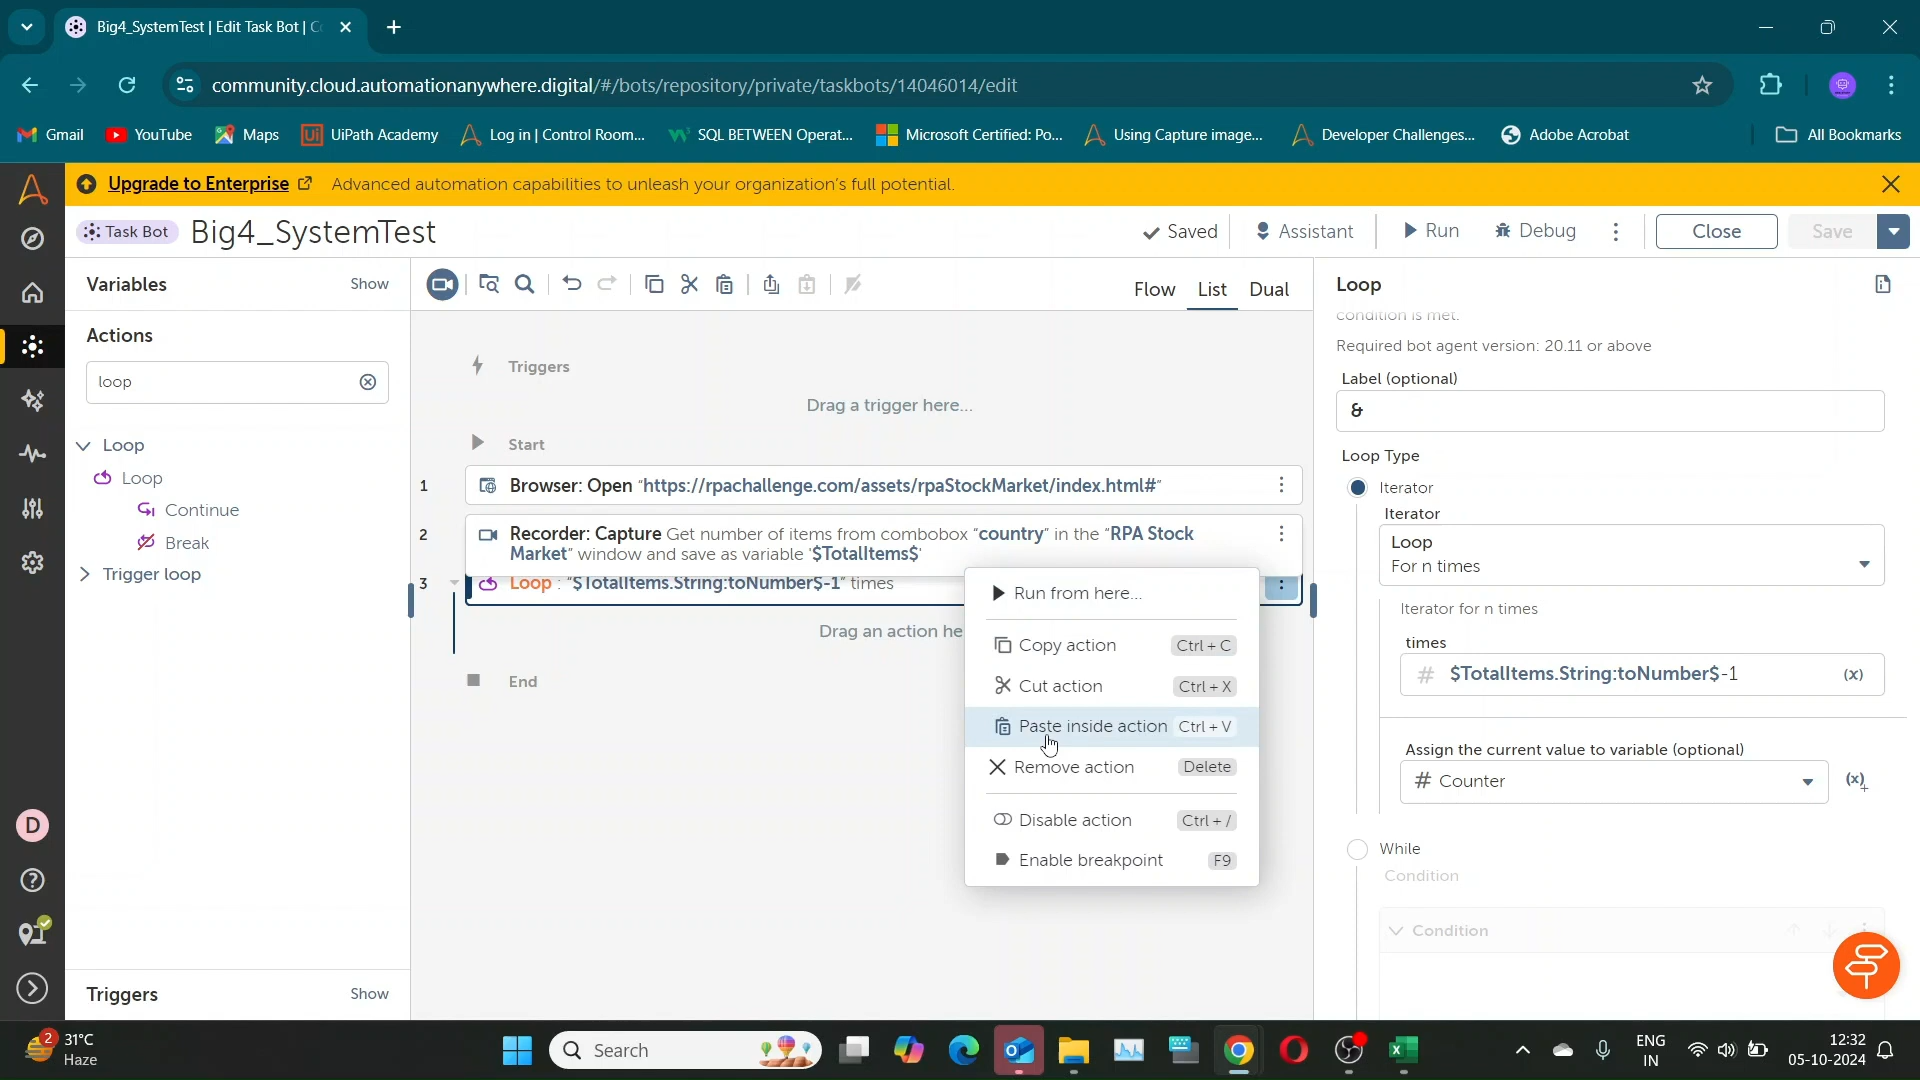 Big4_SystemTest | Edit Task Bot | C
community.cloud.automationanywhere.digital/#/bots/repository/private/taskbots/14046014/edit
Gmail YouTube Maps UiPath Academy Log in | Control Room... SQL BETWEEN Operat... Microsoft Certified: Po... Using Capture image... Developer Challenges... Adobe Acrobat All Bookmarks
Upgrade to Enterprise Advanced automation capabilities to unleash your organization's full potential.
Task Bot Big4_SystemTest Saved Assistant Run Debug Close Save
Variables Show
Flow List Dual
Loop
condition is met.
Required bot agent version: 20.11 or above
Actions
loop
Loop
Loop
Continue
Break
Trigger loop
Triggers Show
Triggers
Drag a trigger here...
Start
1 Browser: Open "https://rpachallenge.com/assets/rpaStockMarket/index.html#"
2 Recorder: Capture Get number of items from combobox "country" in the "RPA Stock
Market" window and save as variable '$TotalItems$'
3 Loop : "$TotalItems.String:toNumber$-1" times
Drag an action he
End
Run from here...
Copy action Ctrl + C
Cut action Ctrl + X
Paste inside action Ctrl + V
Remove action Delete
Disable action Ctrl + /
Enable breakpoint F9
Label (optional)
&
Loop Type
Iterator
Iterator
Loop
For n times
Iterator for n times
times
# $TotalItems.String:toNumber$-1 (x)
Assign the current value to variable (optional)
# Counter (x)+
While
Condition
Condition
D
2
31°C
Haze
Search
ENG
IN
12:32
05-10-2024